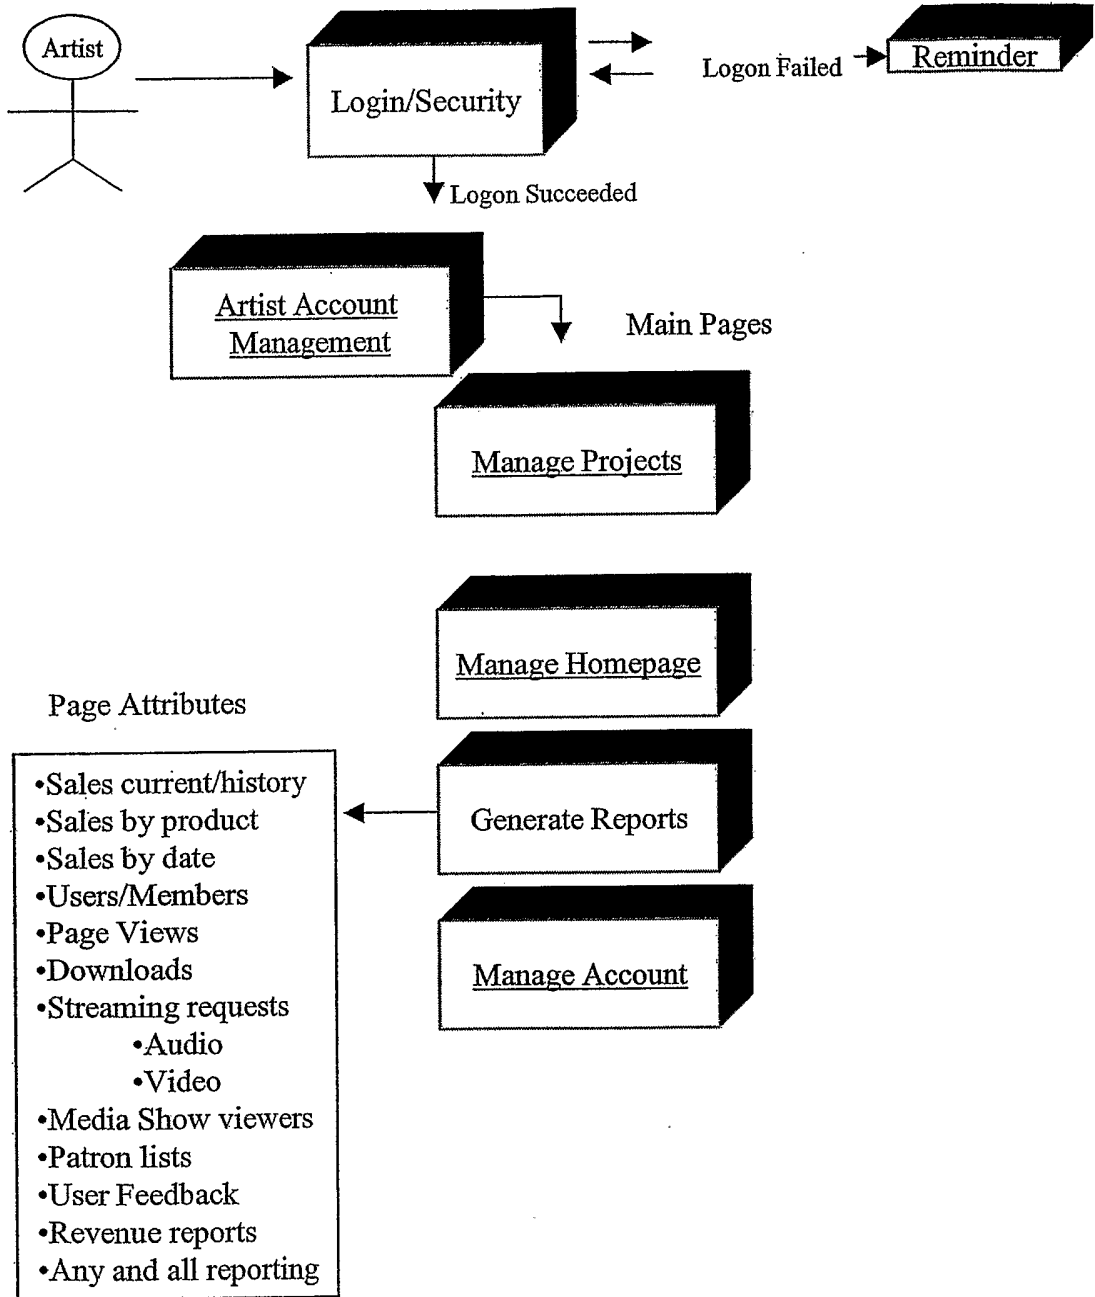 Artist
Login/Security
Logon Failed
Reminder
Logon Succeeded
Artist Account
Management
Main Pages
Manage Projects
Manage Homepage
Page Attributes
•Sales current/history
•Sales by product
•Sales by date
•Users/Members
•Page Views
•Downloads
•Streaming requests
•Audio
•Video
•Media Show viewers
•Patron lists
•User Feedback
•Revenue reports
•Any and all reporting
Generate Reports
Manage Account